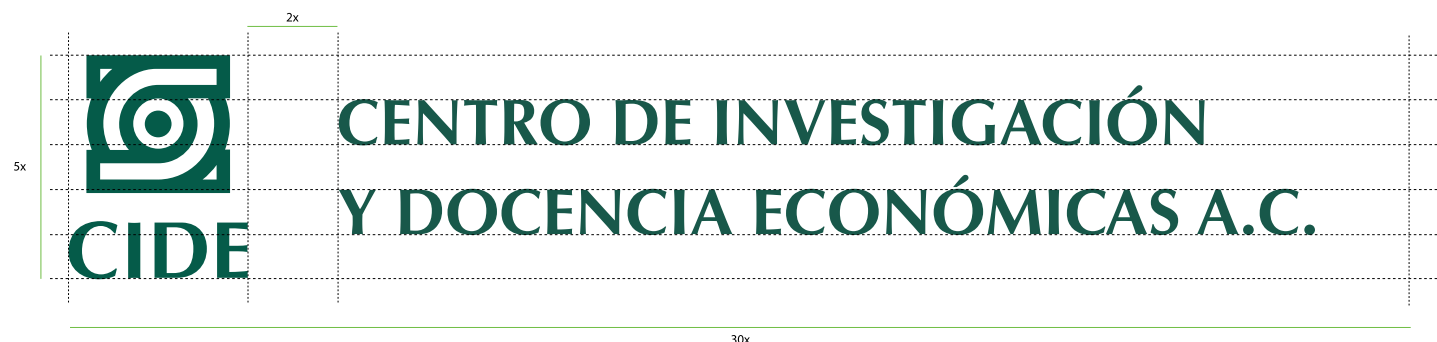 2x
CENTRO DE INVESTIGACIÓN
5x
Y DOCENCIA ECONÓMICAS A.C.
CIDE
30x